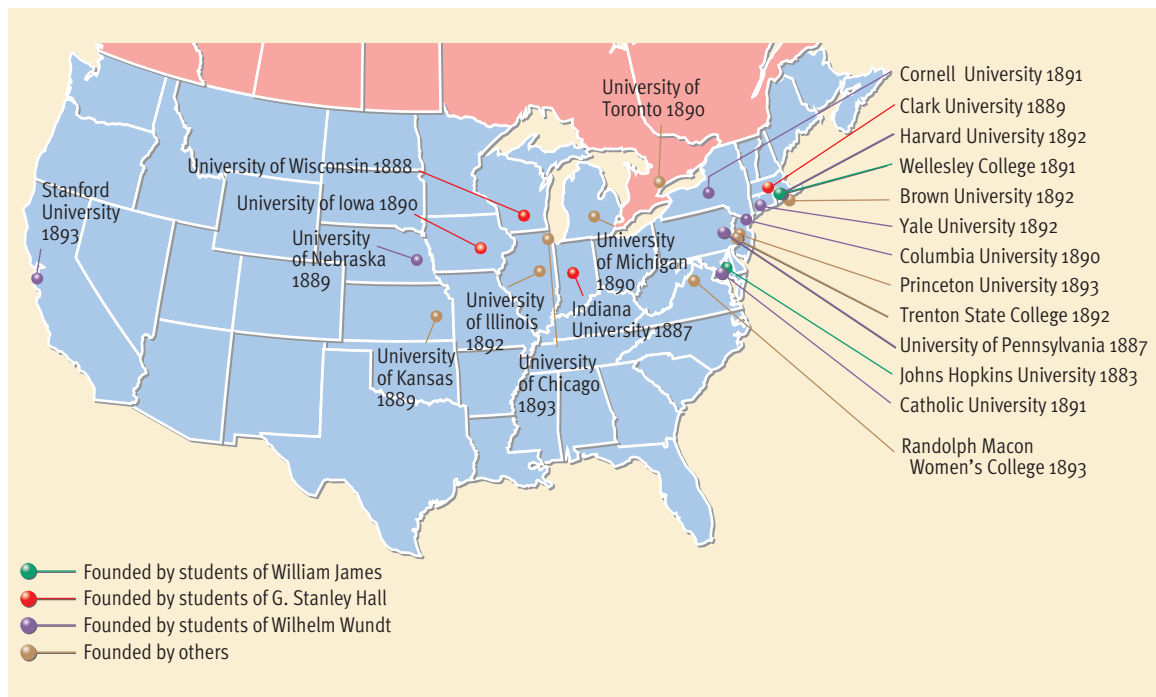 University of
Toronto 1890
University of Wisconsin 1888
University of Iowa 1890
Stanford
University
1893
University
of Nebraska
1889
University
of Michigan
1890
University
of Illinois
1892
Indiana
University 1887
University
of Kansas
1889
University
of Chicago
1893
Cornell University 1891
Clark University 1889
Harvard University 1892
Wellesley College 1891
Brown University 1892
Yale University 1892
Columbia University 1890
Princeton University 1893
Trenton State College 1892
University of Pennsylvania 1887
Johns Hopkins University 1883
Catholic University 1891
Randolph Macon
Women's College 1893
Founded by students of William James
Founded by students of G. Stanley Hall
Founded by students of Wilhelm Wundt
Founded by others